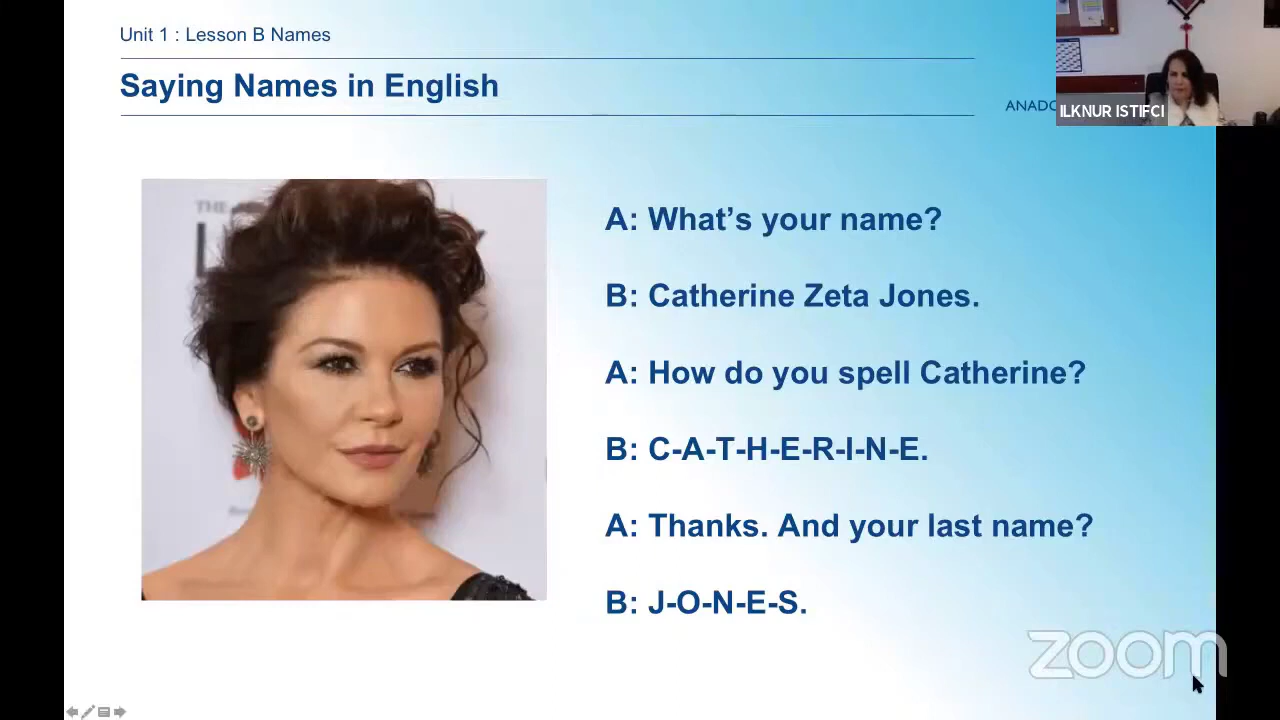 Unit 1 : Lesson B Names
Saying Names in English
ILKNUR ISTIFCI
A: What's your name?
B: Catherine Zeta Jones.
A: How do you spell Catherine?
B: C-A-T-H-E-R-I-N-E.
A: Thanks. And your last name?
B: J-O-N-E-S.
zoom